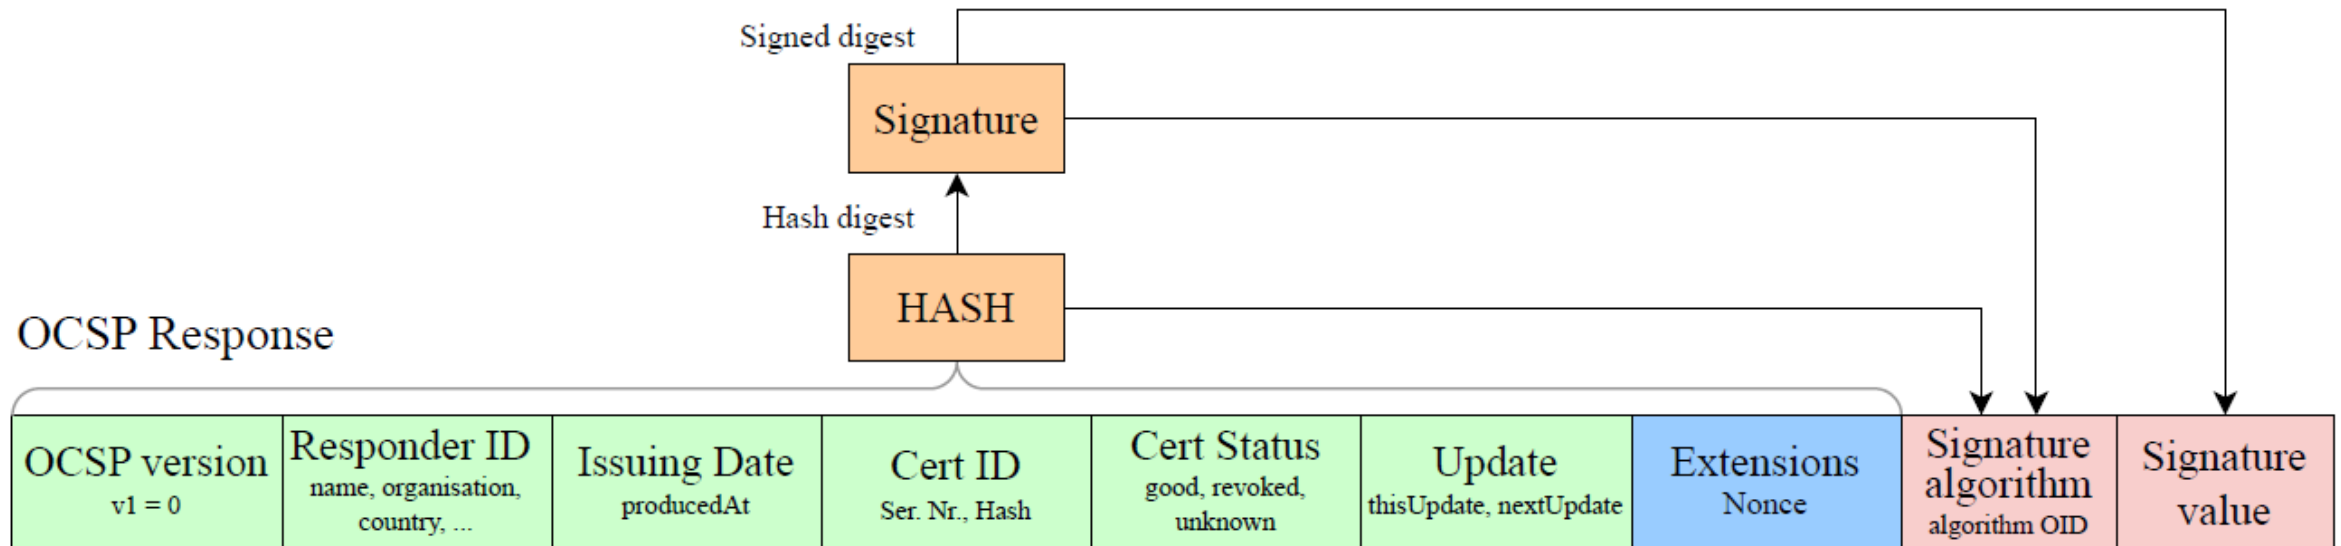 Signed digest
Signature
Hash digest
HASH
OCSP Response
OCSP version
v1 = 0
Responder ID
name, organisation,
country, ...
Issuing Date
producedAt
Cert ID
Ser. Nr., Hash
Cert Status
good, revoked,
unknown
Update
thisUpdate, nextUpdate
Extensions
Nonce
Signature
algorithm
algorithm OID
Signature
value